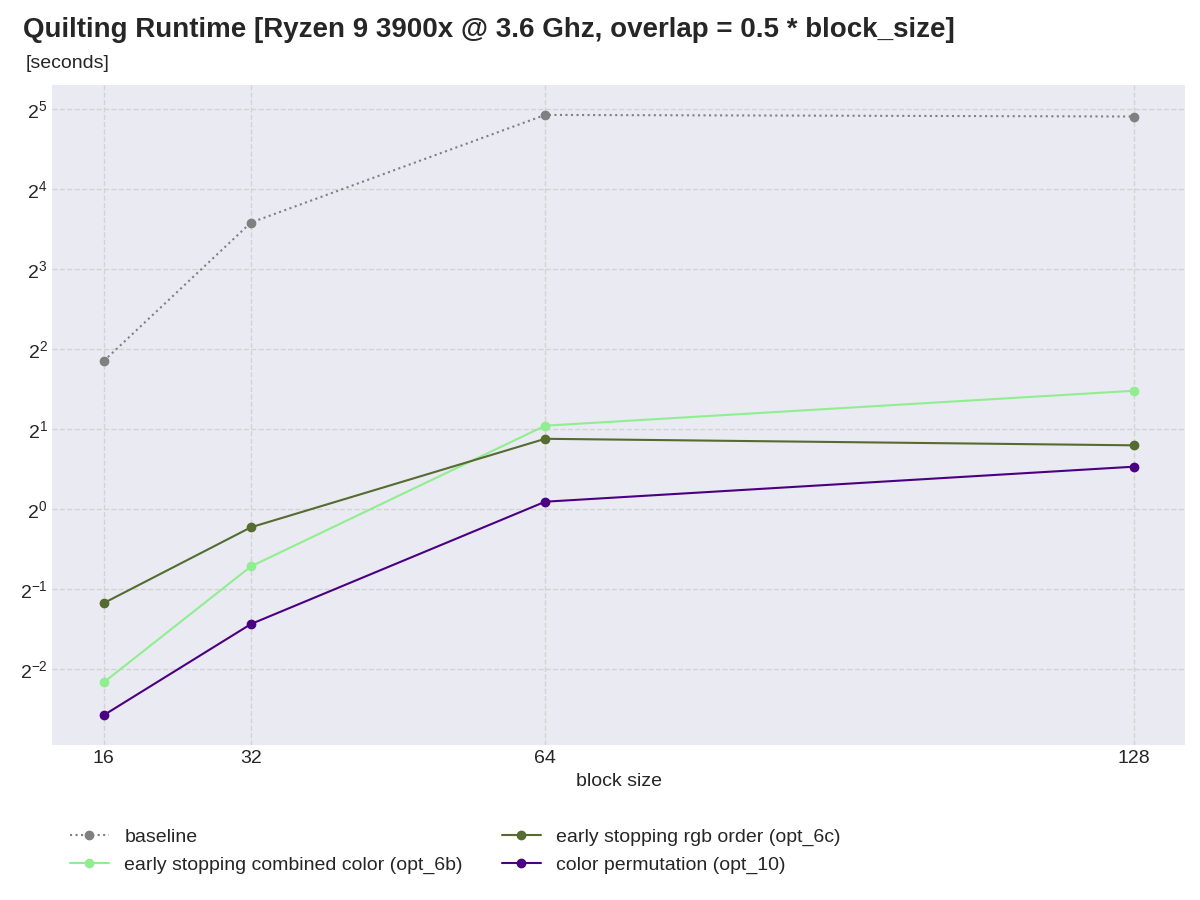 Quilting Runtime [Ryzen 9 3900x @ 3.6 Ghz, overlap = 0.5 * block_size]
[seconds]
2⁵
2⁴
2³
2²
2¹
2⁰
2⁻¹
2⁻²
16 32 64 128
block size
baseline
early stopping combined color (opt_6b)
early stopping rgb order (opt_6c)
color permutation (opt_10)